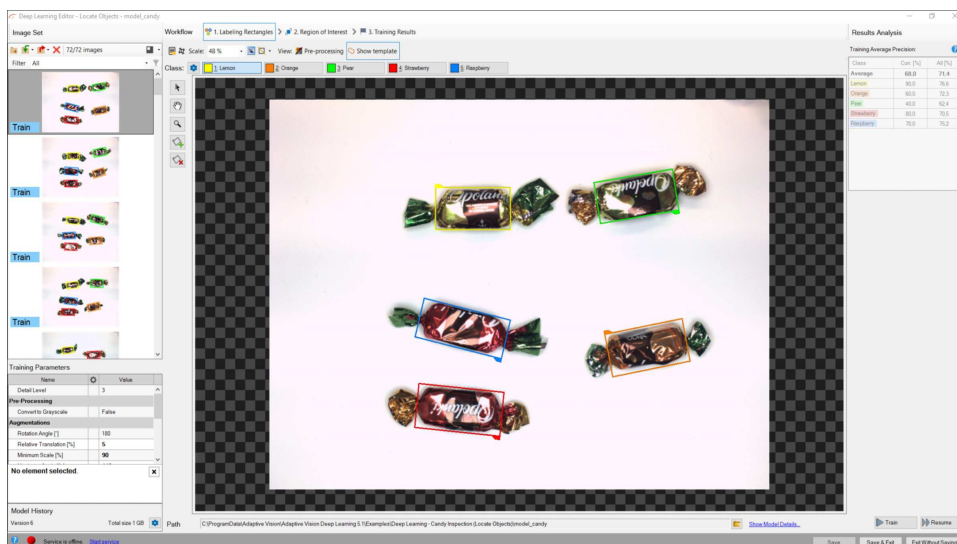 Deep Learning Editor - Locate Objects - model_candy
Image Set
72/72 images
Filter All
Train
Train
Train
Train
Training Parameters
Name Value
Detail Level 3
Pre-Processing
Convert to Grayscale False
Augmentations
Rotation Angle [°] 180
Relative Translation [%] 5
Minimum Scale [%] 90
No element selected.
Model History
Version 6 Total size 1 GB
Workflow 1. Labeling Rectangles > 2. Region of Interest > 3. Training Results
Scale: 48 % View: Pre-processing Show template
Class: 1: Lemon 2: Orange 3: Pear 4: Strawberry 5: Raspberry
Opelanki
Opelanki
Path C:\ProgramData\Adaptive Vision\Adaptive Vision Deep Learning 5.1\Examples\Deep Learning - Candy Inspection (Locate Objects)\model_candy
Show Model Details...
Results Analysis
Training Average Precision:
Class Curr. [%] All [%]
Average 68.0 71.4
Lemon 90.0 76.6
Orange 60.0 72.3
Pear 40.0 62.4
Strawberry 80.0 70.5
Raspberry 70.0 75.2
Train Resume
Service is offline. Start service
Save Save & Exit Exit Without Saving